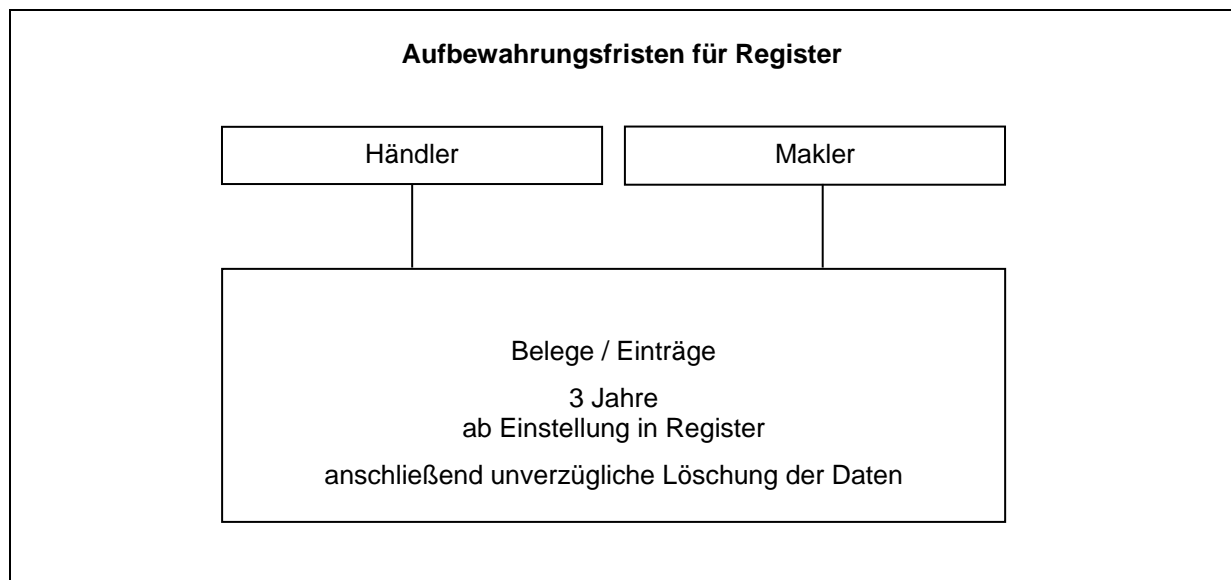 Aufbewahrungsfristen für Register
Händler
Makler
Belege / Einträge
3 Jahre
ab Einstellung in Register
anschließend unverzügliche Löschung der Daten